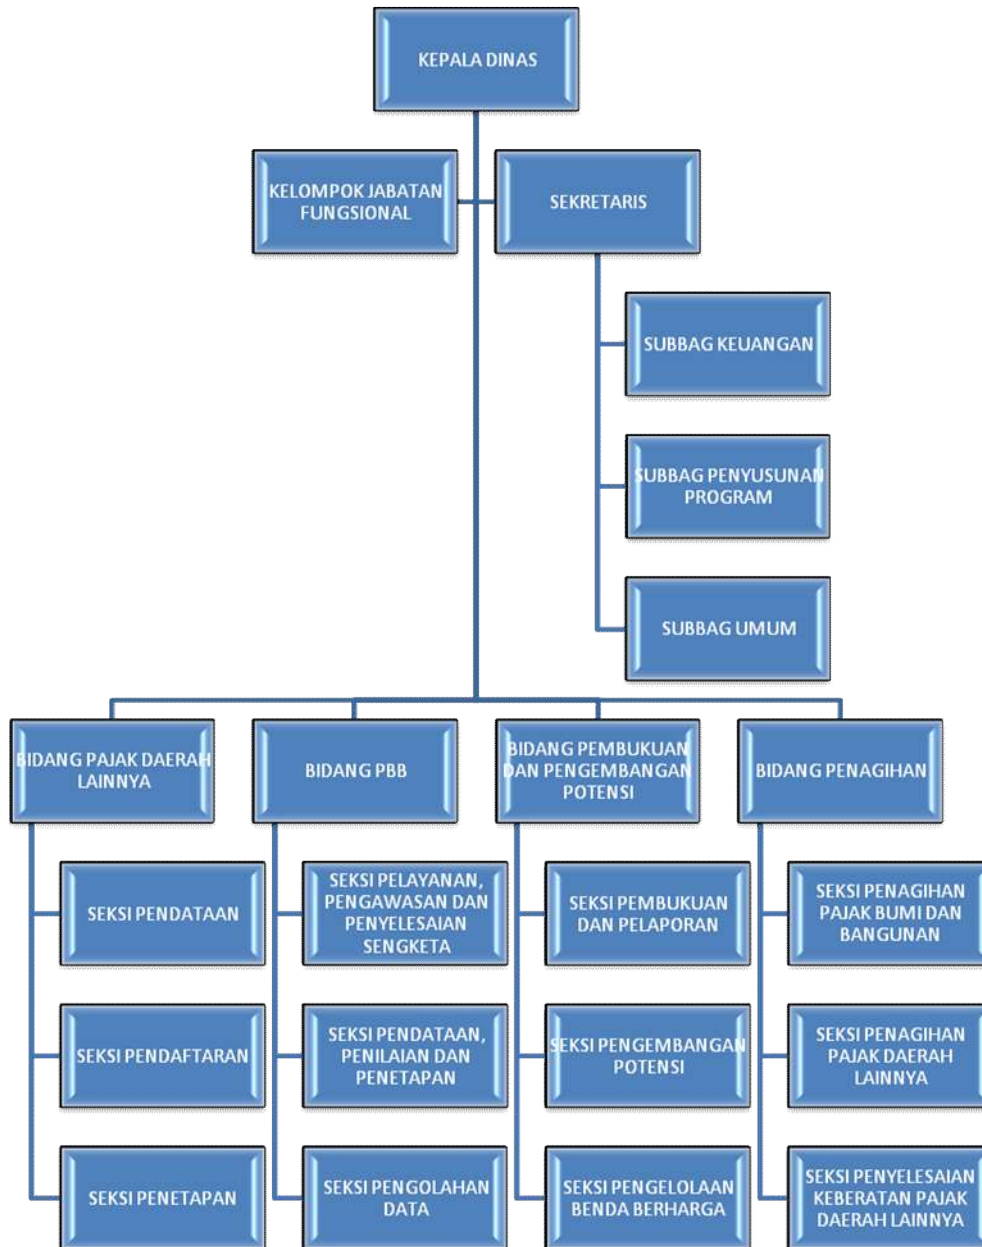 KEPALA DINAS
KELOMPOK JABATAN
FUNGSIONAL
SEKRETARIS
SUBBAG KEUANGAN
SUBBAG PENYUSUNAN
PROGRAM
SUBBAG UMUM
BIDANG PAJAK DAERAH
LAINNYA
BIDANG PBB
BIDANG PEMBUKUAN
DAN PENGEMBANGAN
POTENSI
BIDANG PENAGIHAN
SEKSI PENDATAAN
SEKSI PELAYANAN,
PENGAWASAN DAN
PENYELESAIAN
SENGKETA
SEKSI PEMBUKUAN
DAN PELAPORAN
SEKSI PENAGIHAN
PAJAK BUMI DAN
BANGUNAN
SEKSI PENDAFTARAN
SEKSI PENDATAAN,
PENILAIAN DAN
PENETAPAN
SEKSI PENGEMBANGAN
POTENSI
SEKSI PENAGIHAN
PAJAK DAERAH
LAINNYA
SEKSI PENETAPAN
SEKSI PENGOLAHAN
DATA
SEKSI PENGELOLAAN
BENDA BERHARGA
SEKSI PENYELESAIAN
KEBERATAN PAJAK
DAERAH LAINNYA